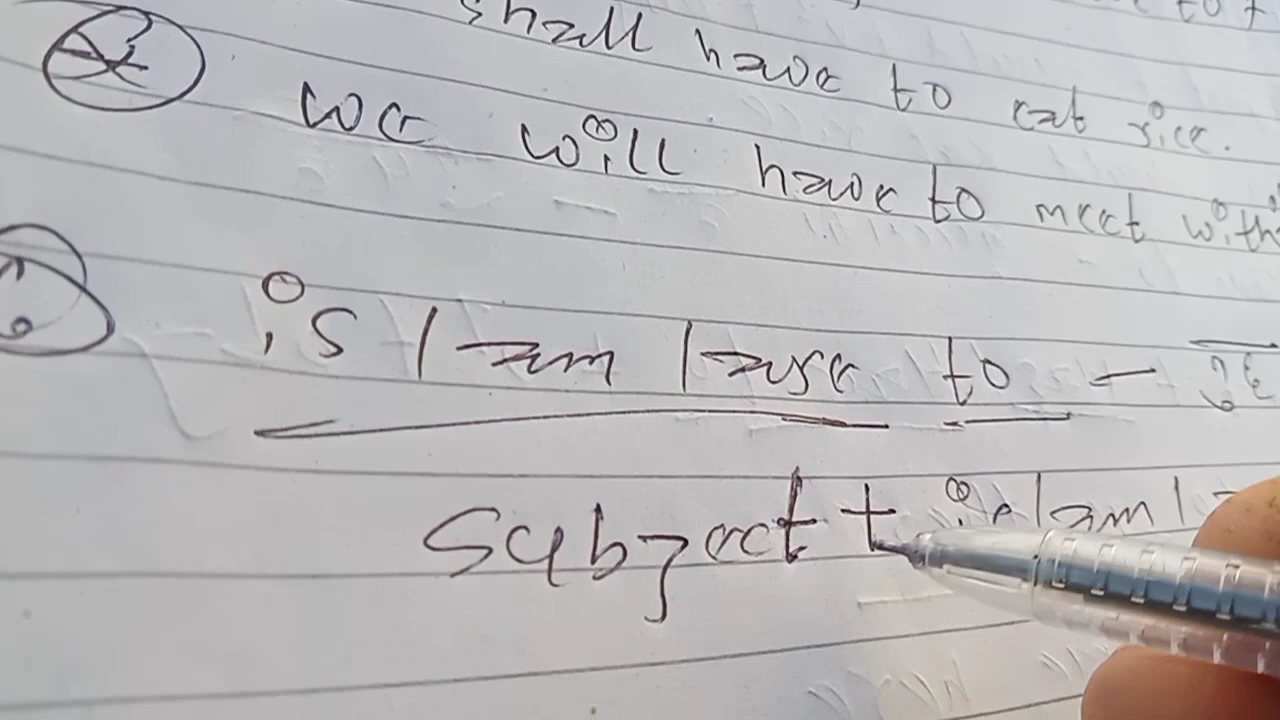 shall have to eat rice.
we will have to meet with
is / am / are to –
Subject + is / am /